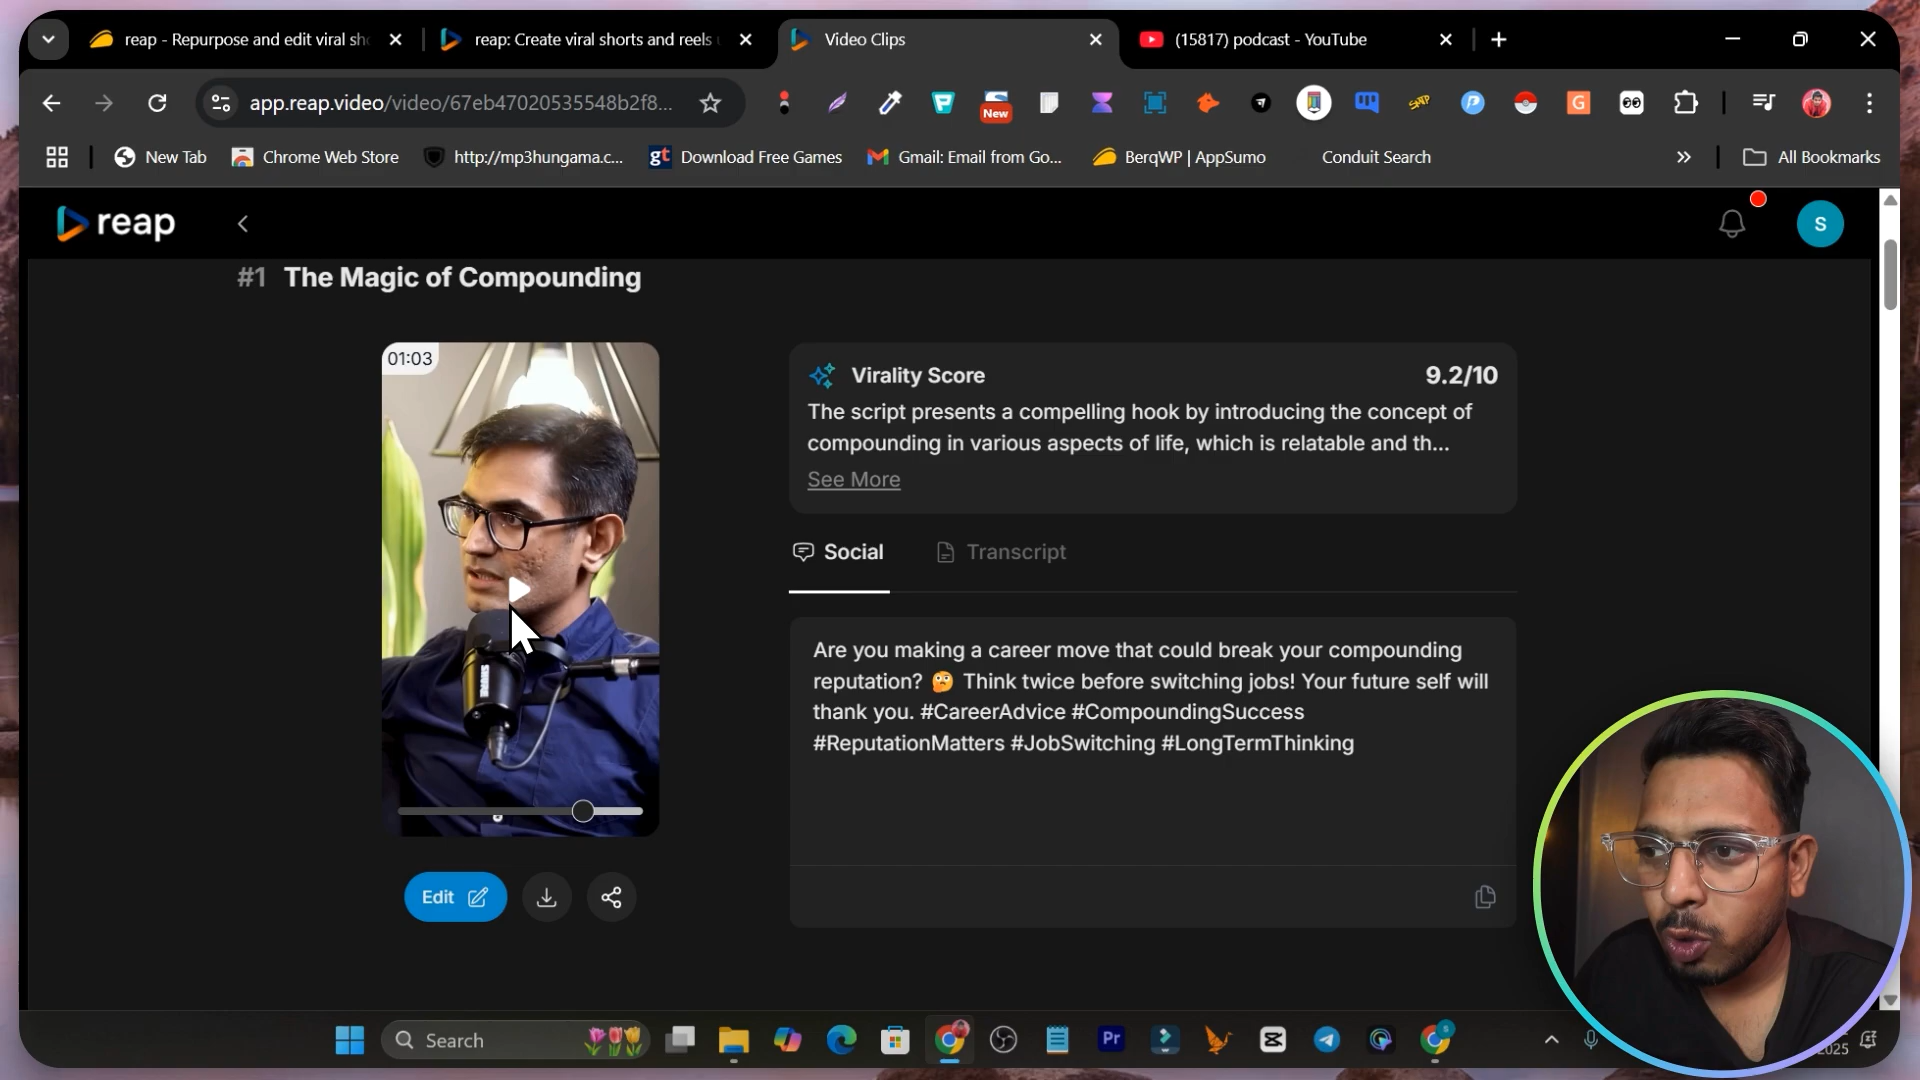 reap - Repurpose and edit viral sh
reap: Create viral shorts and reels
Video Clips
(15817) podcast - YouTube
app.reap.video/video/67eb47020535548b2f8...
New
New Tab
Chrome Web Store
http://mp3hungama.c...
gt
Download Free Games
Gmail: Email from Go...
BerqWP | AppSumo
Conduit Search
All Bookmarks
reap
S
#1 The Magic of Compounding
01:03
Virality Score
9.2/10
The script presents a compelling hook by introducing the concept of
compounding in various aspects of life, which is relatable and th...
See More
Social
Transcript
Are you making a career move that could break your compounding
reputation? 🤔 Think twice before switching jobs! Your future self will
thank you. #CareerAdvice #CompoundingSuccess
#ReputationMatters #JobSwitching #LongTermThinking
SHURE
Edit
Search
Pr
2025